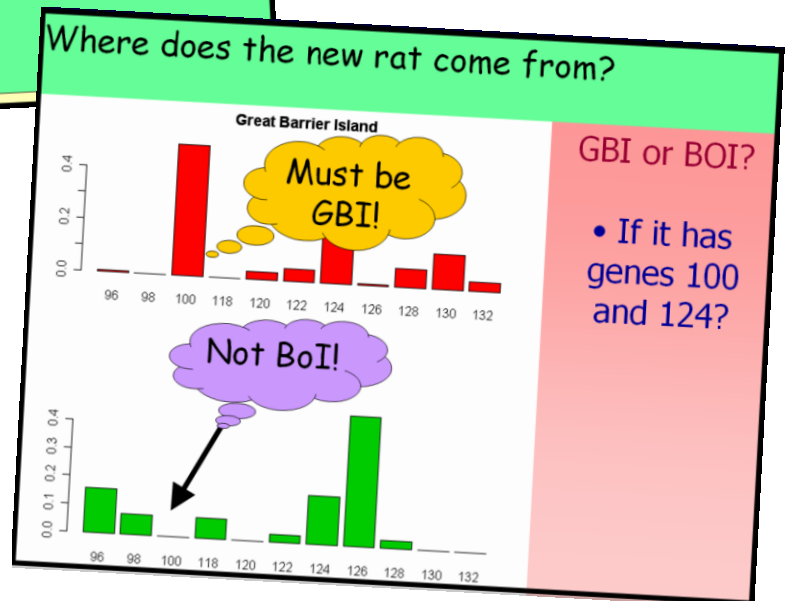 Where does the new rat come from?
Great Barrier Island
GBI or BOI?
Must be
GBI!
• If it has
genes 100
and 124?
0.4
0.2
0.0
96 98 100 118 120 122 124 126 128 130 132
Not BoI!
0.4
0.3
0.2
0.1
0.0
96 98 100 118 120 122 124 126 128 130 132